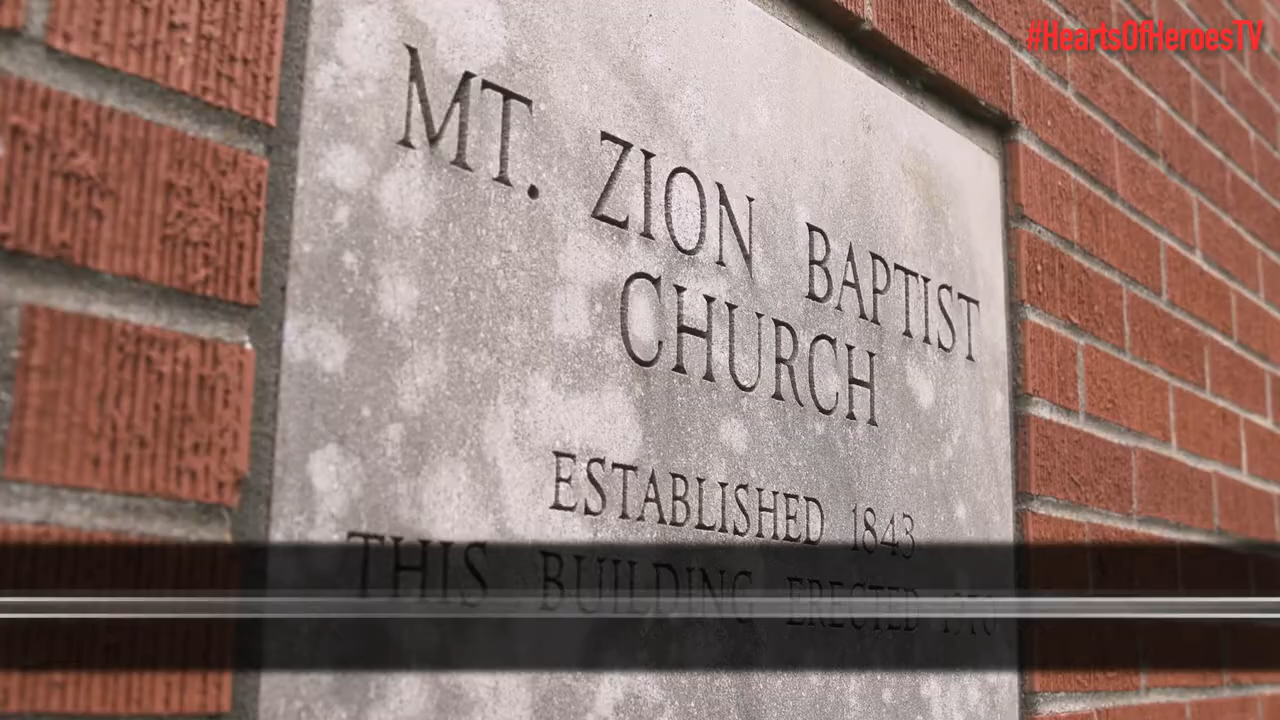 #HeartsOfHeroesTV
MT. ZION BAPTIST
CHURCH
ESTABLISHED 1843
THIS BUILDING ERECTED